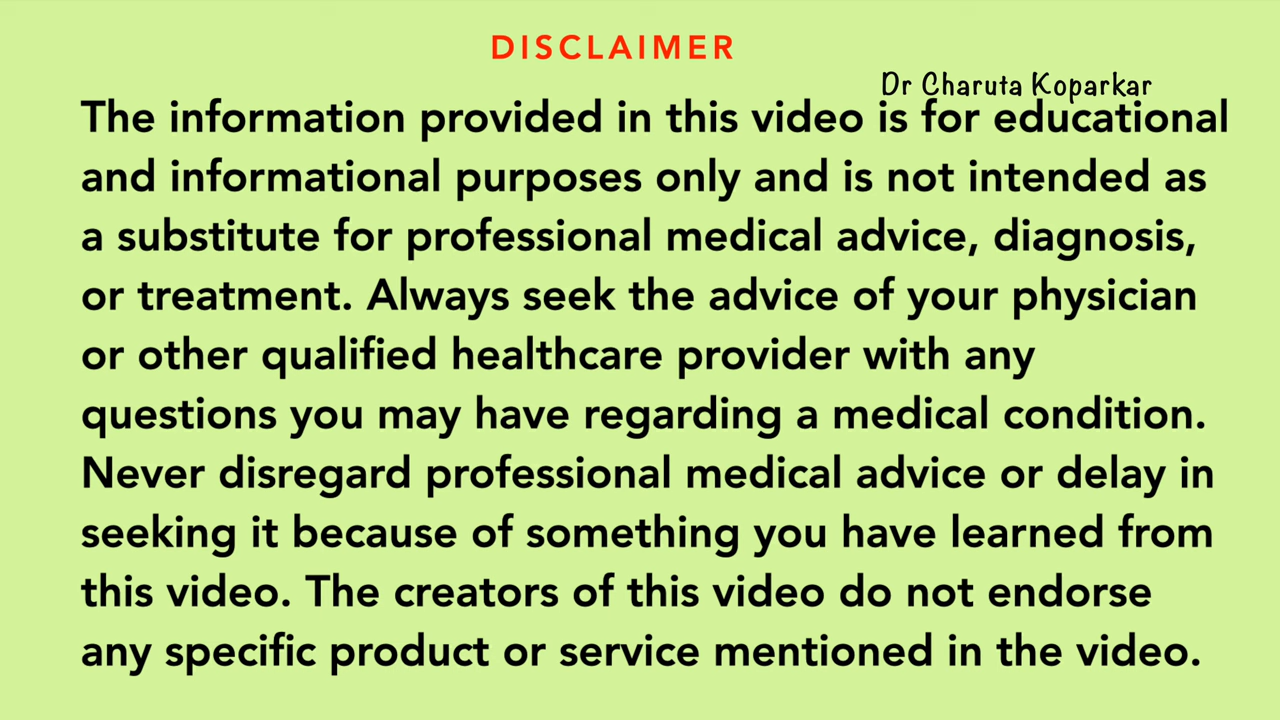 DISCLAIMER
Dr Charuta Koparkar
The information provided in this video is for educational
and informational purposes only and is not intended as
a substitute for professional medical advice, diagnosis,
or treatment. Always seek the advice of your physician
or other qualified healthcare provider with any
questions you may have regarding a medical condition.
Never disregard professional medical advice or delay in
seeking it because of something you have learned from
this video. The creators of this video do not endorse
any specific product or service mentioned in the video.